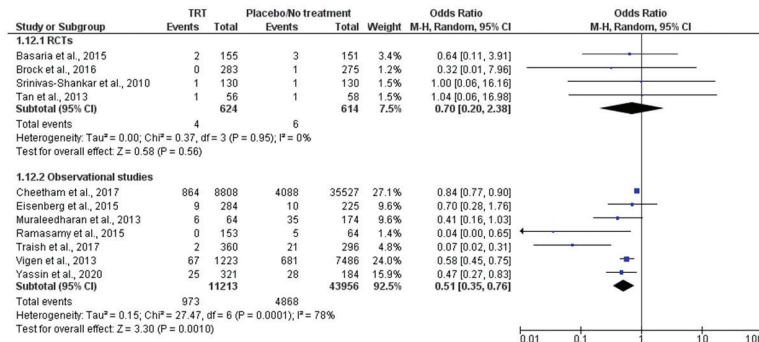 TRT Placebo/No treatment Odds Ratio Odds Ratio
Study or Subgroup Events Total Events Total Weight M-H, Random, 95% CI M-H, Random, 95% CI
1.12.1 RCTs
Basaria et al., 2015 2 155 3 151 3.4% 0.64 [0.11, 3.91]
Brock et al., 2016 0 283 1 275 1.1% 0.32 [0.01, 7.96]
Srinivas-Shankar et al., 2010 1 130 1 130 1.5% 1.00 [0.06, 16.16]
Tan et al., 2013 1 56 1 58 1.5% 1.04 [0.06, 16.98]
Subtotal (95% CI) 624 614 7.5% 0.70 [0.20, 2.38]
Total events 4 6
Heterogeneity: Tau² = 0.00; Chi² = 0.37, df = 3 (P = 0.95); I² = 0%
Test for overall effect: Z = 0.58 (P = 0.56)
1.12.2 Observational studies
Cheetham et al., 2017 864 8808 4088 35527 27.1% 0.84 [0.77, 0.90]
Eisenberg et al., 2015 9 284 10 225 9.6% 0.70 [0.28, 1.76]
Muraleedharan et al., 2013 6 64 35 174 9.6% 0.41 [0.16, 1.03]
Ramasamy et al., 2015 0 153 5 64 1.4% 0.04 [0.00, 0.65]
Traish et al., 2017 2 360 21 296 4.8% 0.07 [0.02, 0.31]
Vigen et al., 2013 67 1223 681 7486 24.0% 0.58 [0.45, 0.75]
Yassin et al., 2020 25 321 28 184 15.9% 0.47 [0.27, 0.83]
Subtotal (95% CI) 11213 43956 92.5% 0.51 [0.35, 0.76]
Total events 973 4868
Heterogeneity: Tau² = 0.15; Chi² = 27.47, df = 6 (P = 0.0001); I² = 78%
Test for overall effect: Z = 3.30 (P = 0.0010)
0.01 0.1 1 10 100